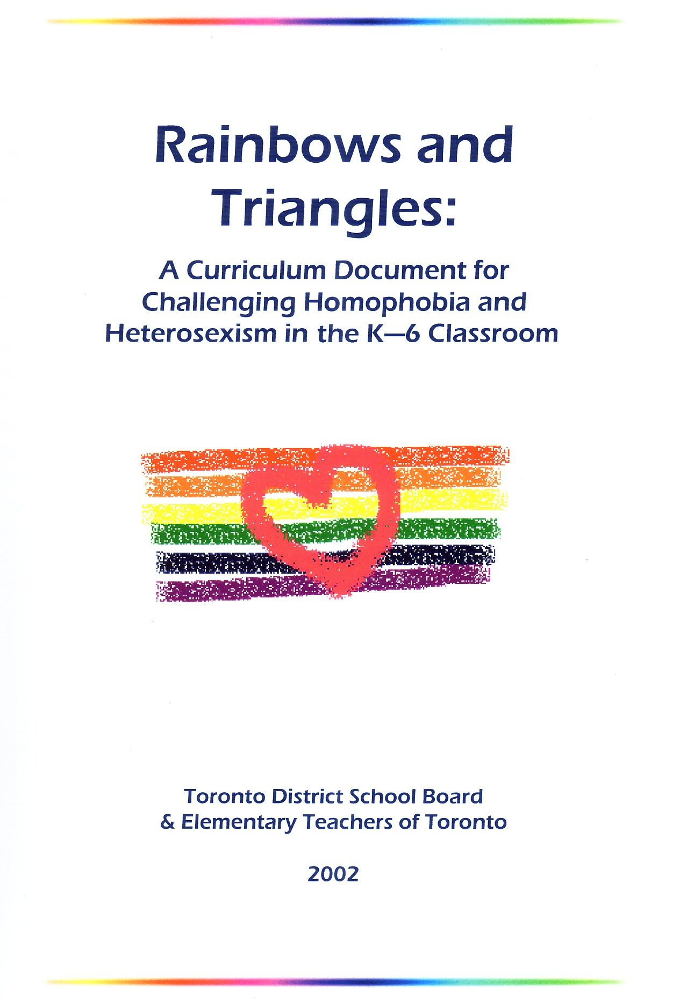 Rainbows and
Triangles:
A Curriculum Document for
Challenging Homophobia and
Heterosexism in the K—6 Classroom
Toronto District School Board
& Elementary Teachers of Toronto
2002